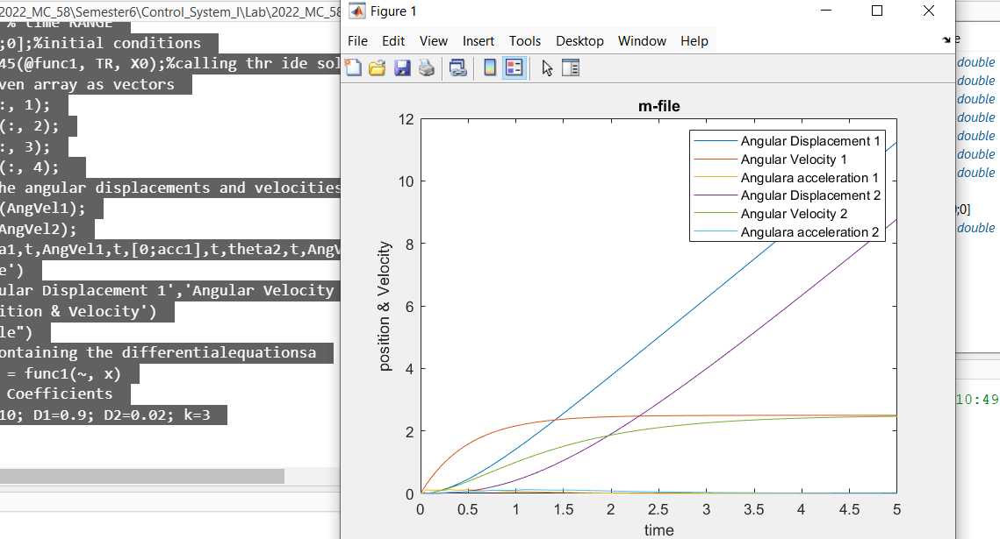 2022_MC_58\Semester6\Control_System_I\Lab\2022_MC_58
% time RANGE
;0];%initial conditions
45(@func1, TR, X0);%calling thr ide sol
ven array as vectors
:, 1);
(:, 2);
:, 3);
(:, 4);
he angular displacements and velocities
(AngVel1);
AngVel2);
a1,t,AngVel1,t,[0;acc1],t,theta2,t,AngV
e')
ular Displacement 1','Angular Velocity
ition & Velocity')
le")
ontaining the differentialequationsa
= func1(~, x)
Coefficients
10; D1=0.9; D2=0.02; k=3
Figure 1
File Edit View Insert Tools Desktop Window Help
m-file
Angular Displacement 1
Angular Velocity 1
Angulara acceleration 1
Angular Displacement 2
Angular Velocity 2
Angulara acceleration 2
position & Velocity
12
10
8
6
4
2
0
0 0.5 1 1.5 2 2.5 3 3.5 4 4.5 5
time
e
double
double
double
double
double
double
double
;0]
double
10:49